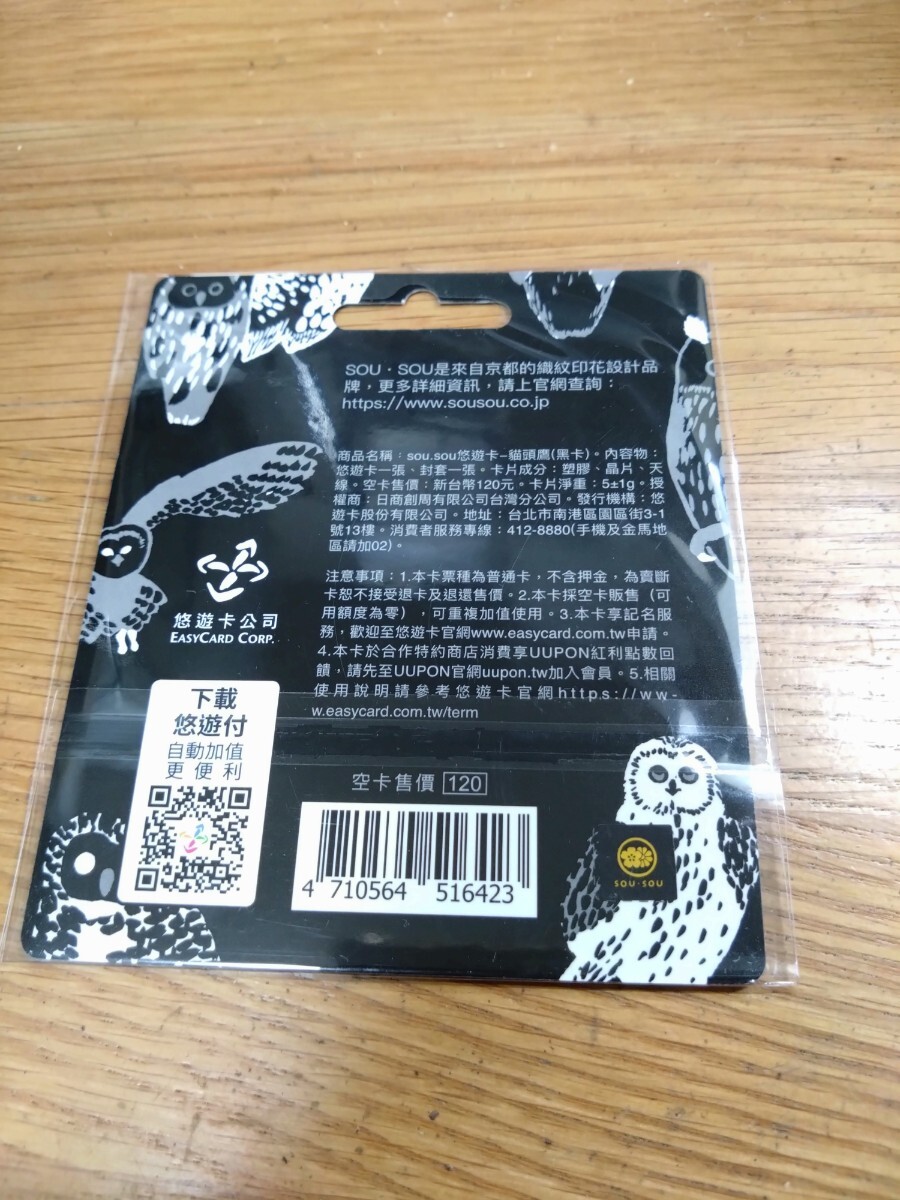 SOU・SOU是來自京都的織紋印花設計品
牌，更多詳細資訊，請上官網查詢：
https://www.sousou.co.jp
商品名稱：sou.sou悠遊卡-貓頭鷹(黑卡)。內容物：
悠遊卡一張、封套一張。卡片成分：塑膠、晶片、天
線。空卡售價：新台幣120元。卡片淨重：5±1g。授
權商：日商創周有限公司台灣分公司。發行機構：悠
遊卡股份有限公司。地址：台北市南港區園區街3-1
號13樓。消費者服務專線：412-8880(手機及金馬地
區請加02)。
注意事項：1.本卡票種為普通卡，不含押金，為賣斷
卡恕不接受退卡及退還售價。2.本卡採空卡販售（可
用額度為零），可重複加值使用。3.本卡享記名服
務，歡迎至悠遊卡官網www.easycard.com.tw申請。
4.本卡於合作特約商店消費享UUPON紅利點數回
饋，請先至UUPON官網uupon.tw加入會員。5.相關
使用說明請參考悠遊卡官網https://ww-
w.easycard.com.tw/term
悠遊卡公司
EASYCARD CORP.
下載
悠遊付
自動加值
更便利
空卡售價 120
4 710564 516423
SOU・SOU